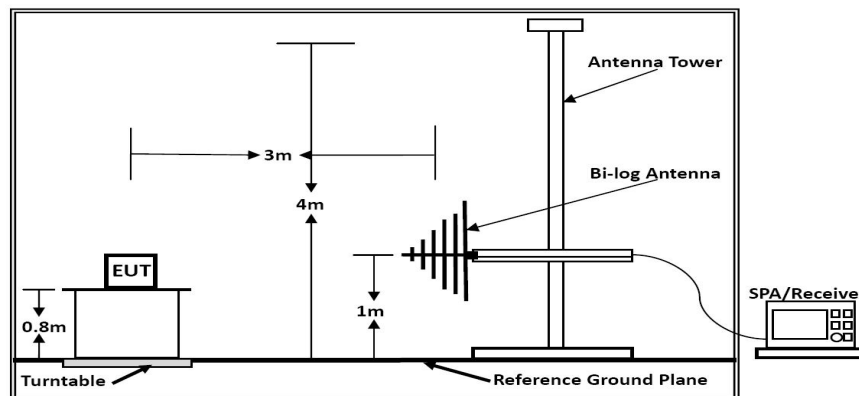 Antenna Tower
3m
Bi-log Antenna
4m
EUT
0.8m
1m
SPA/Receive
Turntable
Reference Ground Plane